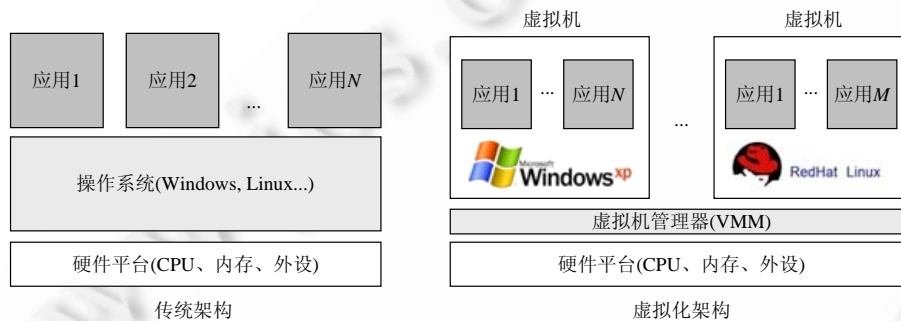 应用1
应用2
...
应用N
操作系统(Windows, Linux...)
硬件平台(CPU、内存、外设)
传统架构
虚拟机
应用1
...
应用N
Microsoft
Windows xp
...
虚拟机
应用1
...
应用M
RedHat Linux
虚拟机管理器(VMM)
硬件平台(CPU、内存、外设)
虚拟化架构